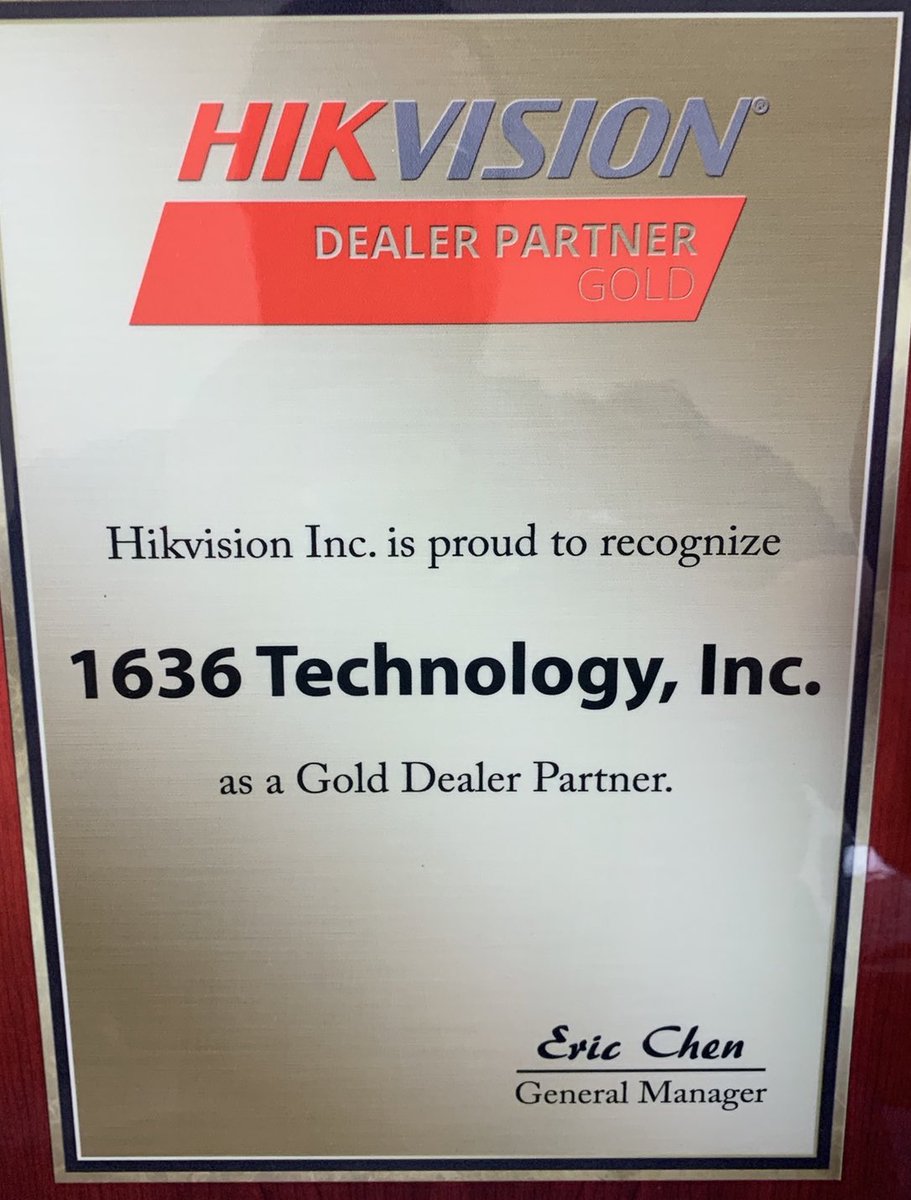 HIKVISION®
DEALER PARTNER
GOLD
Hikvision Inc. is proud to recognize
1636 Technology, Inc.
as a Gold Dealer Partner.
Eric Chen
General Manager